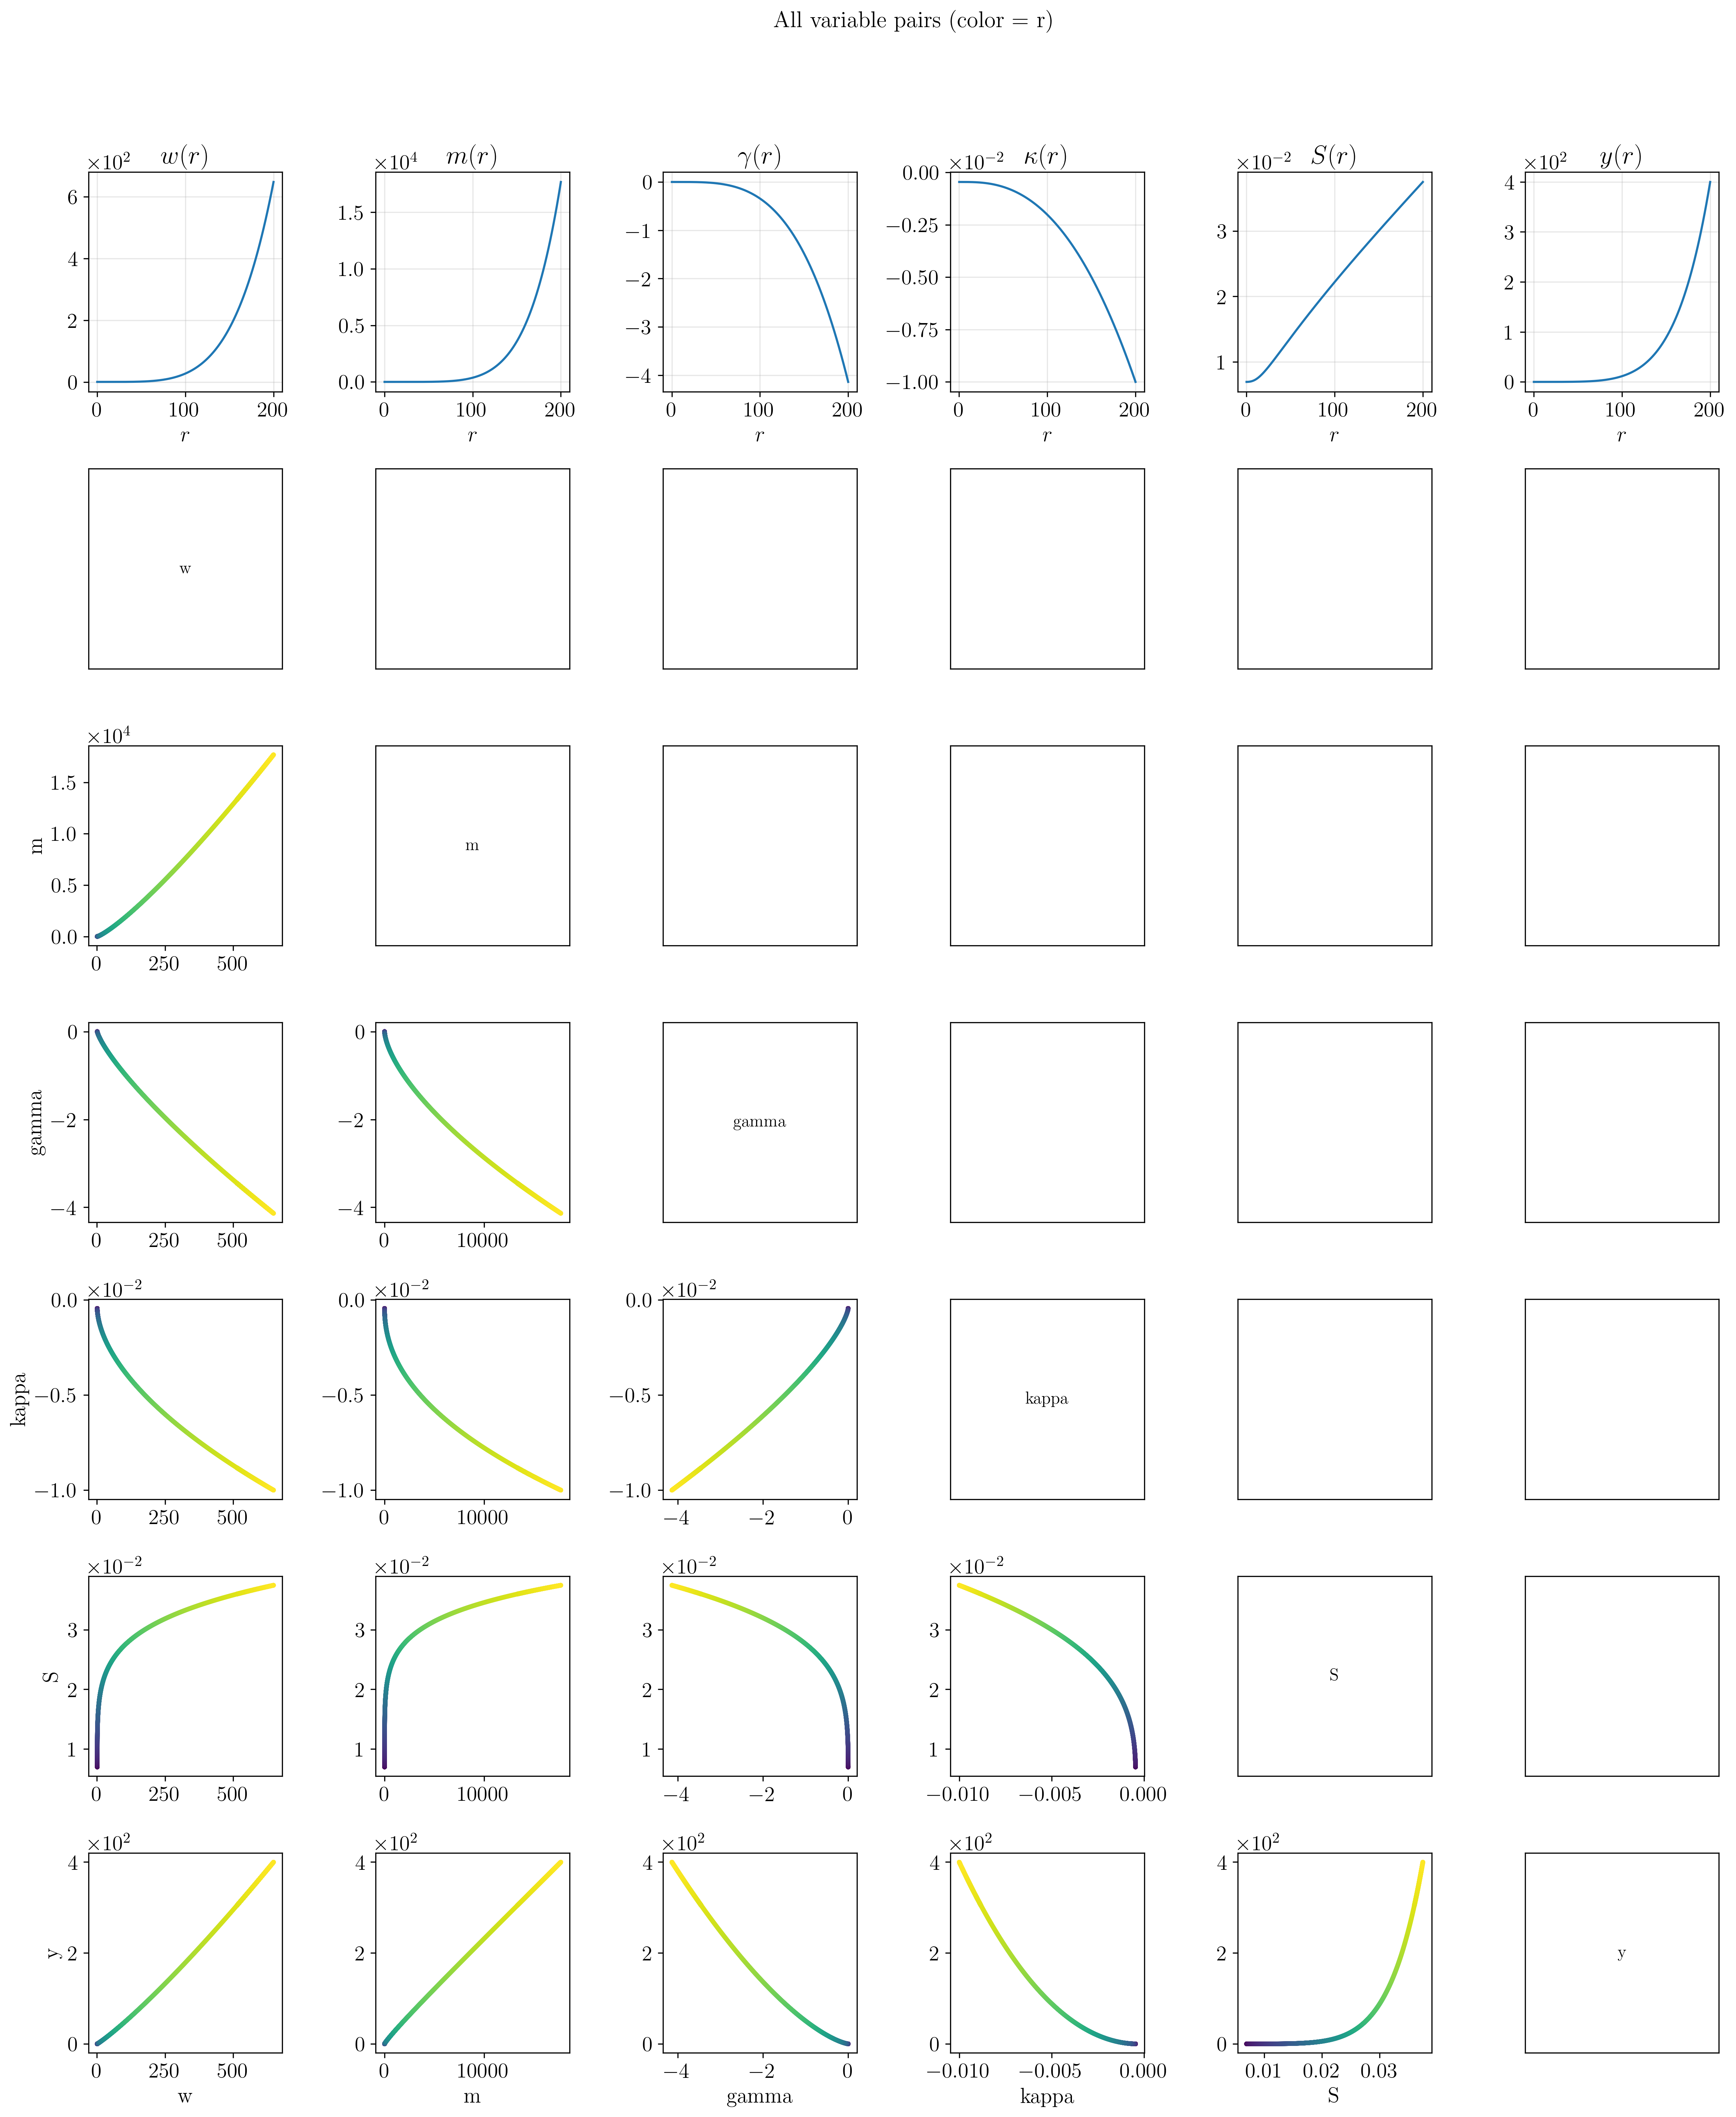 All variable pairs (color = r)
×10² w(r) ×10⁴ m(r) γ(r) ×10⁻² κ(r) ×10⁻² S(r) ×10² y(r)
6 4 2 0
1.5 1.0 0.5 0.0
0 −1 −2 −3 −4
0.00 −0.25 −0.50 −0.75 −1.00
3 2 1
4 3 2 1 0
0 100 200 0 100 200 0 100 200 0 100 200 0 100 200 0 100 200
r r r r r r
w
×10⁴
m
1.5 1.0 0.5 0.0
m
0 250 500
gamma
0 −2 −4
0 −2 −4
gamma
0 250 500 0 10000
×10⁻² ×10⁻² ×10⁻²
kappa
0.0 −0.5 −1.0
0.0 −0.5 −1.0
0.0 −0.5 −1.0
kappa
0 250 500 0 10000 −4 −2 0
×10⁻² ×10⁻² ×10⁻² ×10⁻²
S
3 2 1
3 2 1
3 2 1
3 2 1
S
0 250 500 0 10000 −4 −2 0 −0.010 −0.005 0.000
×10² ×10² ×10² ×10² ×10²
y
4 2 0
4 2 0
4 2 0
4 2 0
4 2 0
y
0 250 500 0 10000 −4 −2 0 −0.010 −0.005 0.000 0.01 0.02 0.03
w m gamma kappa S